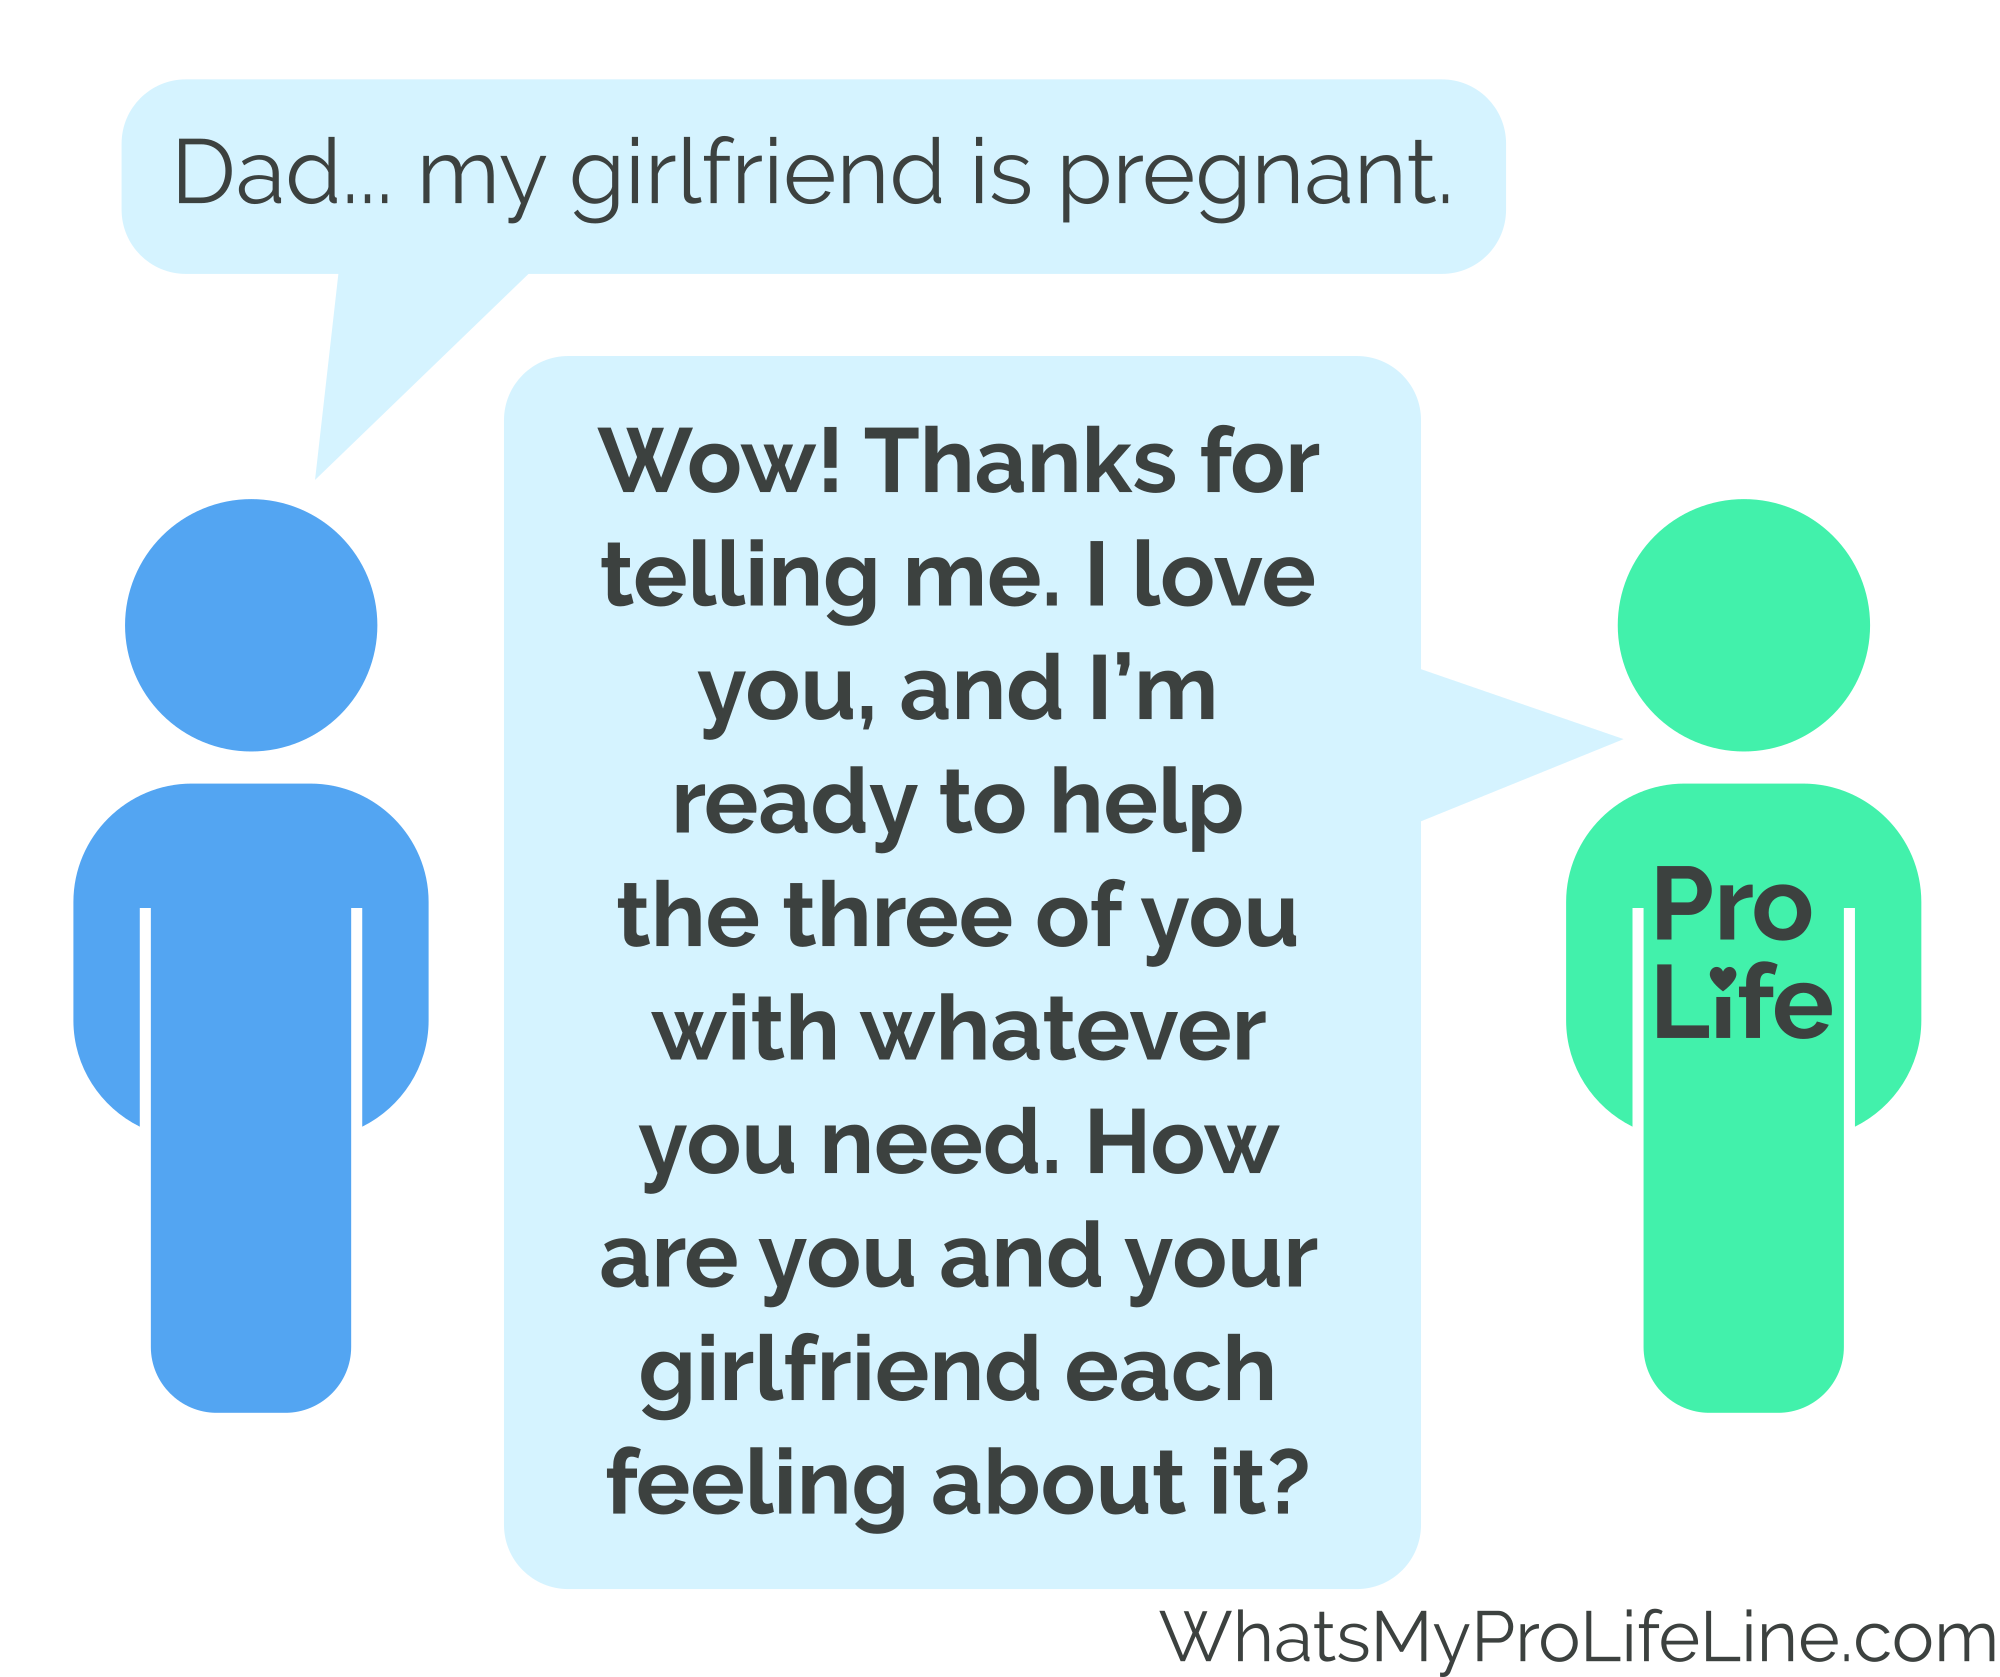 Dad... my girlfriend is pregnant.
Wow! Thanks for
telling me. I love
you, and I’m
ready to help
the three of you
with whatever
you need. How
are you and your
girlfriend each
feeling about it?
Pro
Life
WhatsMyProLifeLine.com